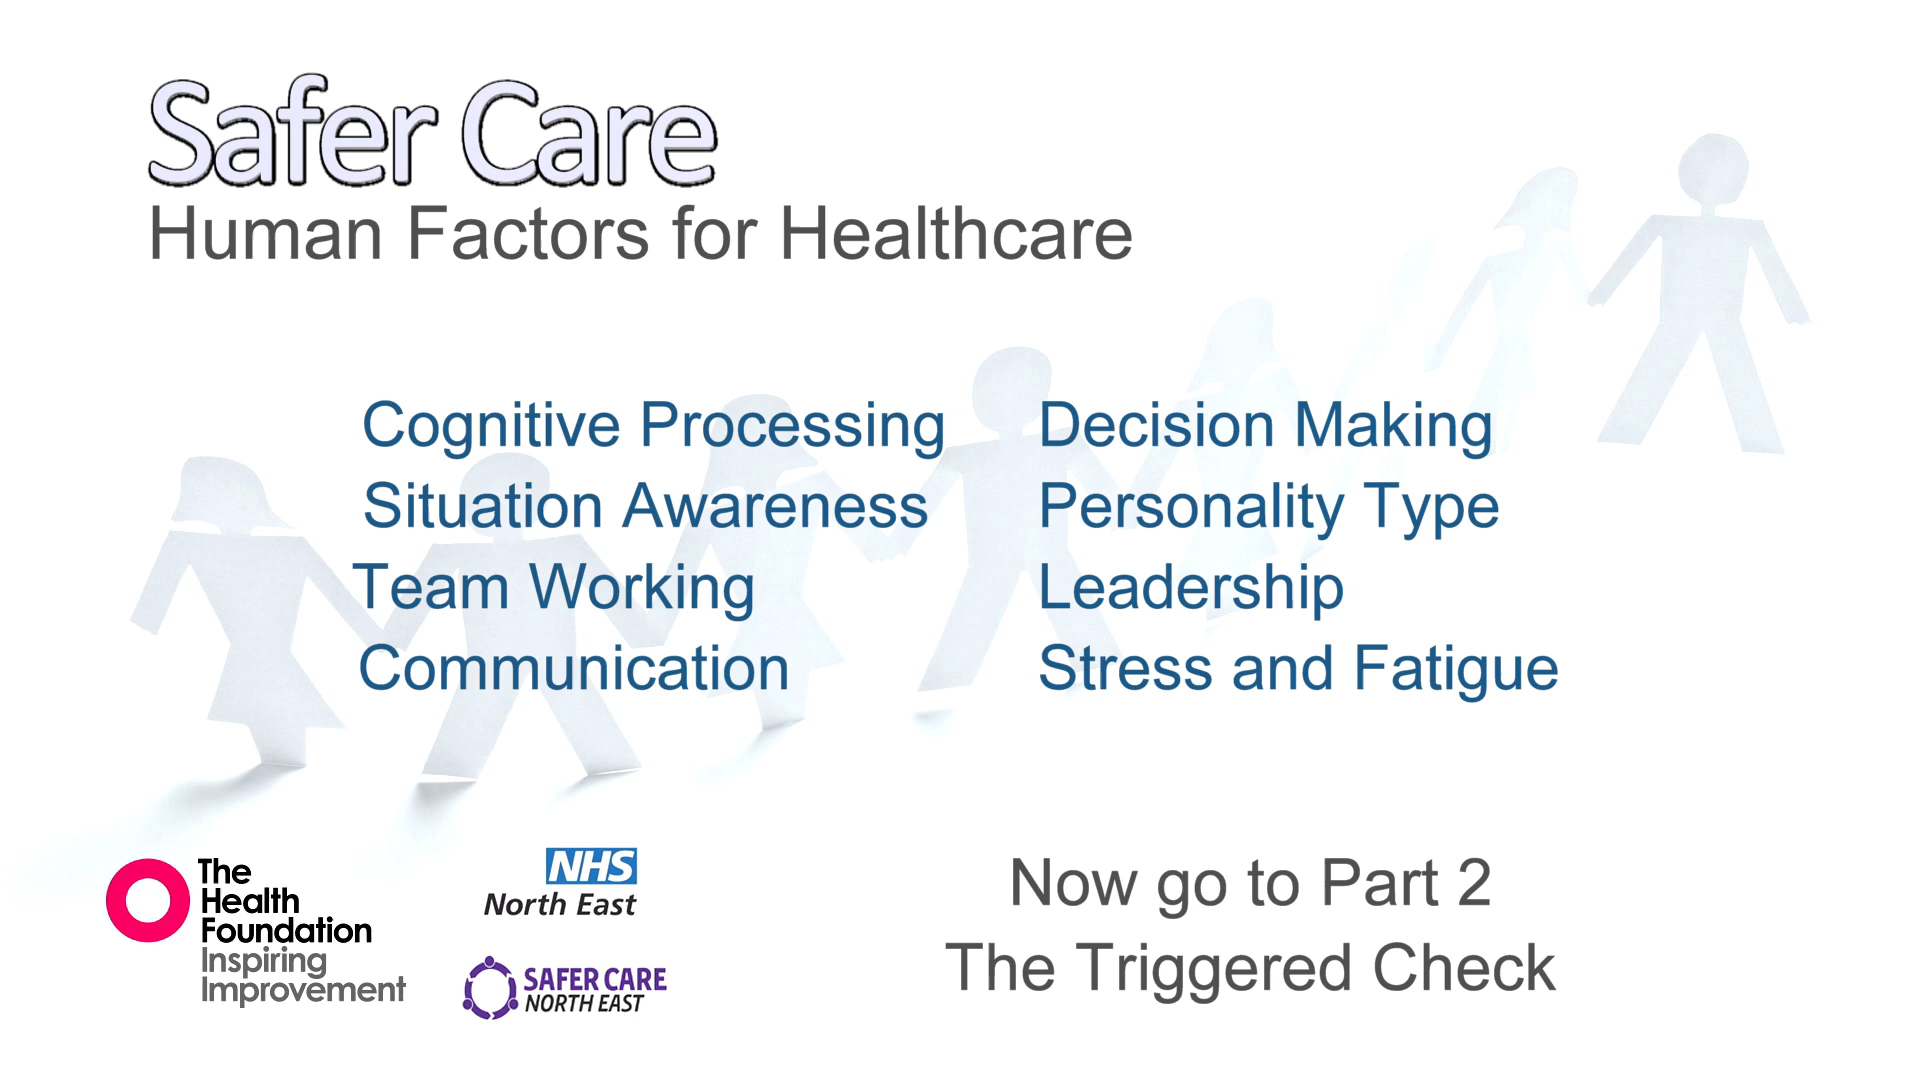 Safer Care
Human Factors for Healthcare
Cognitive Processing
Situation Awareness
Team Working
Communication
Decision Making
Personality Type
Leadership
Stress and Fatigue
The
Health
Foundation
Inspiring
Improvement
NHS
North East
SAFER CARE
NORTH EAST
Now go to Part 2
The Triggered Check